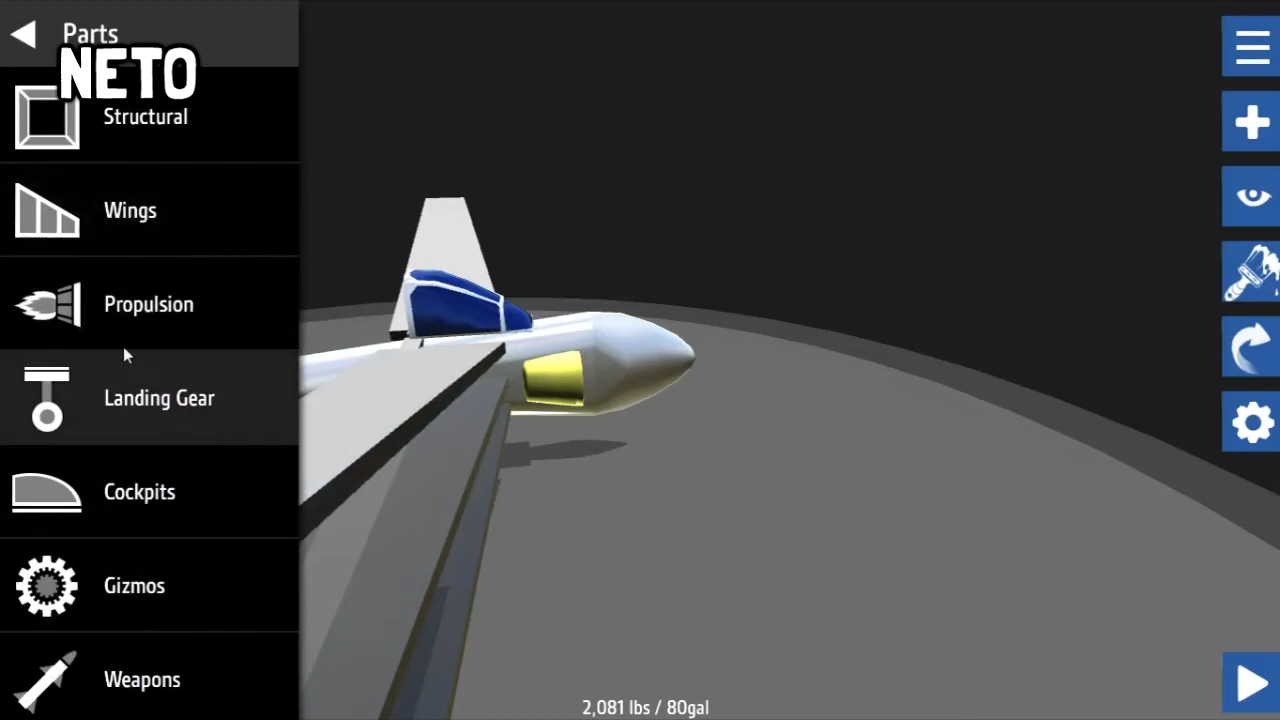 Parts
NETO
Structural
Wings
Propulsion
Landing Gear
Cockpits
Gizmos
Weapons
2,081 lbs / 80gal